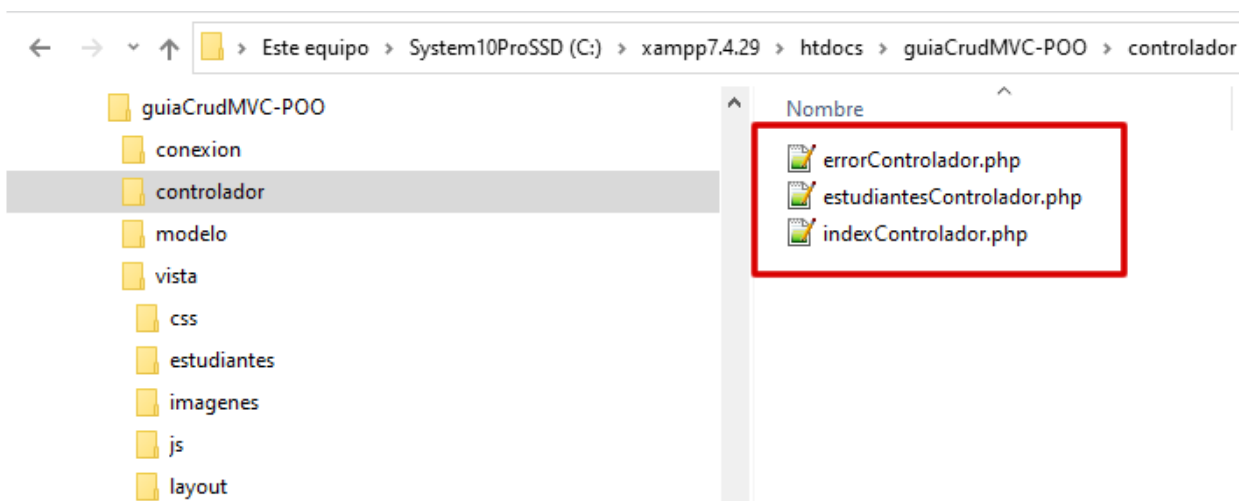 Este equipo > System10ProSSD (C:) > xampp7.4.29 > htdocs > guiaCrudMVC-POO > controlador
guiaCrudMVC-POO
conexion
controlador
modelo
vista
css
estudiantes
imagenes
js
layout
Nombre
errorControlador.php
estudiantesControlador.php
indexControlador.php